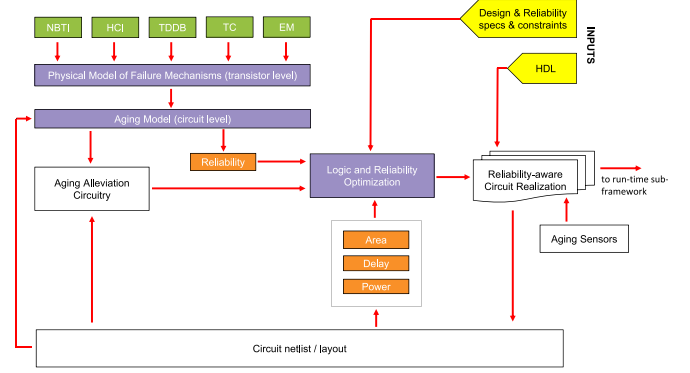 NBTI
HCI
TDDB
TC
EM
Design & Reliability
specs & constraints
INPUTS
HDL
Physical Model of Failure Mechanisms (transistor level)
Aging Model (circuit level)
Reliability
Aging Alleviation
Circuitry
Logic and Reliability
Optimization
Reliability-aware
Circuit Realization
to run-time sub-
framework
Area
Delay
Power
Aging Sensors
Circuit netlist / layout